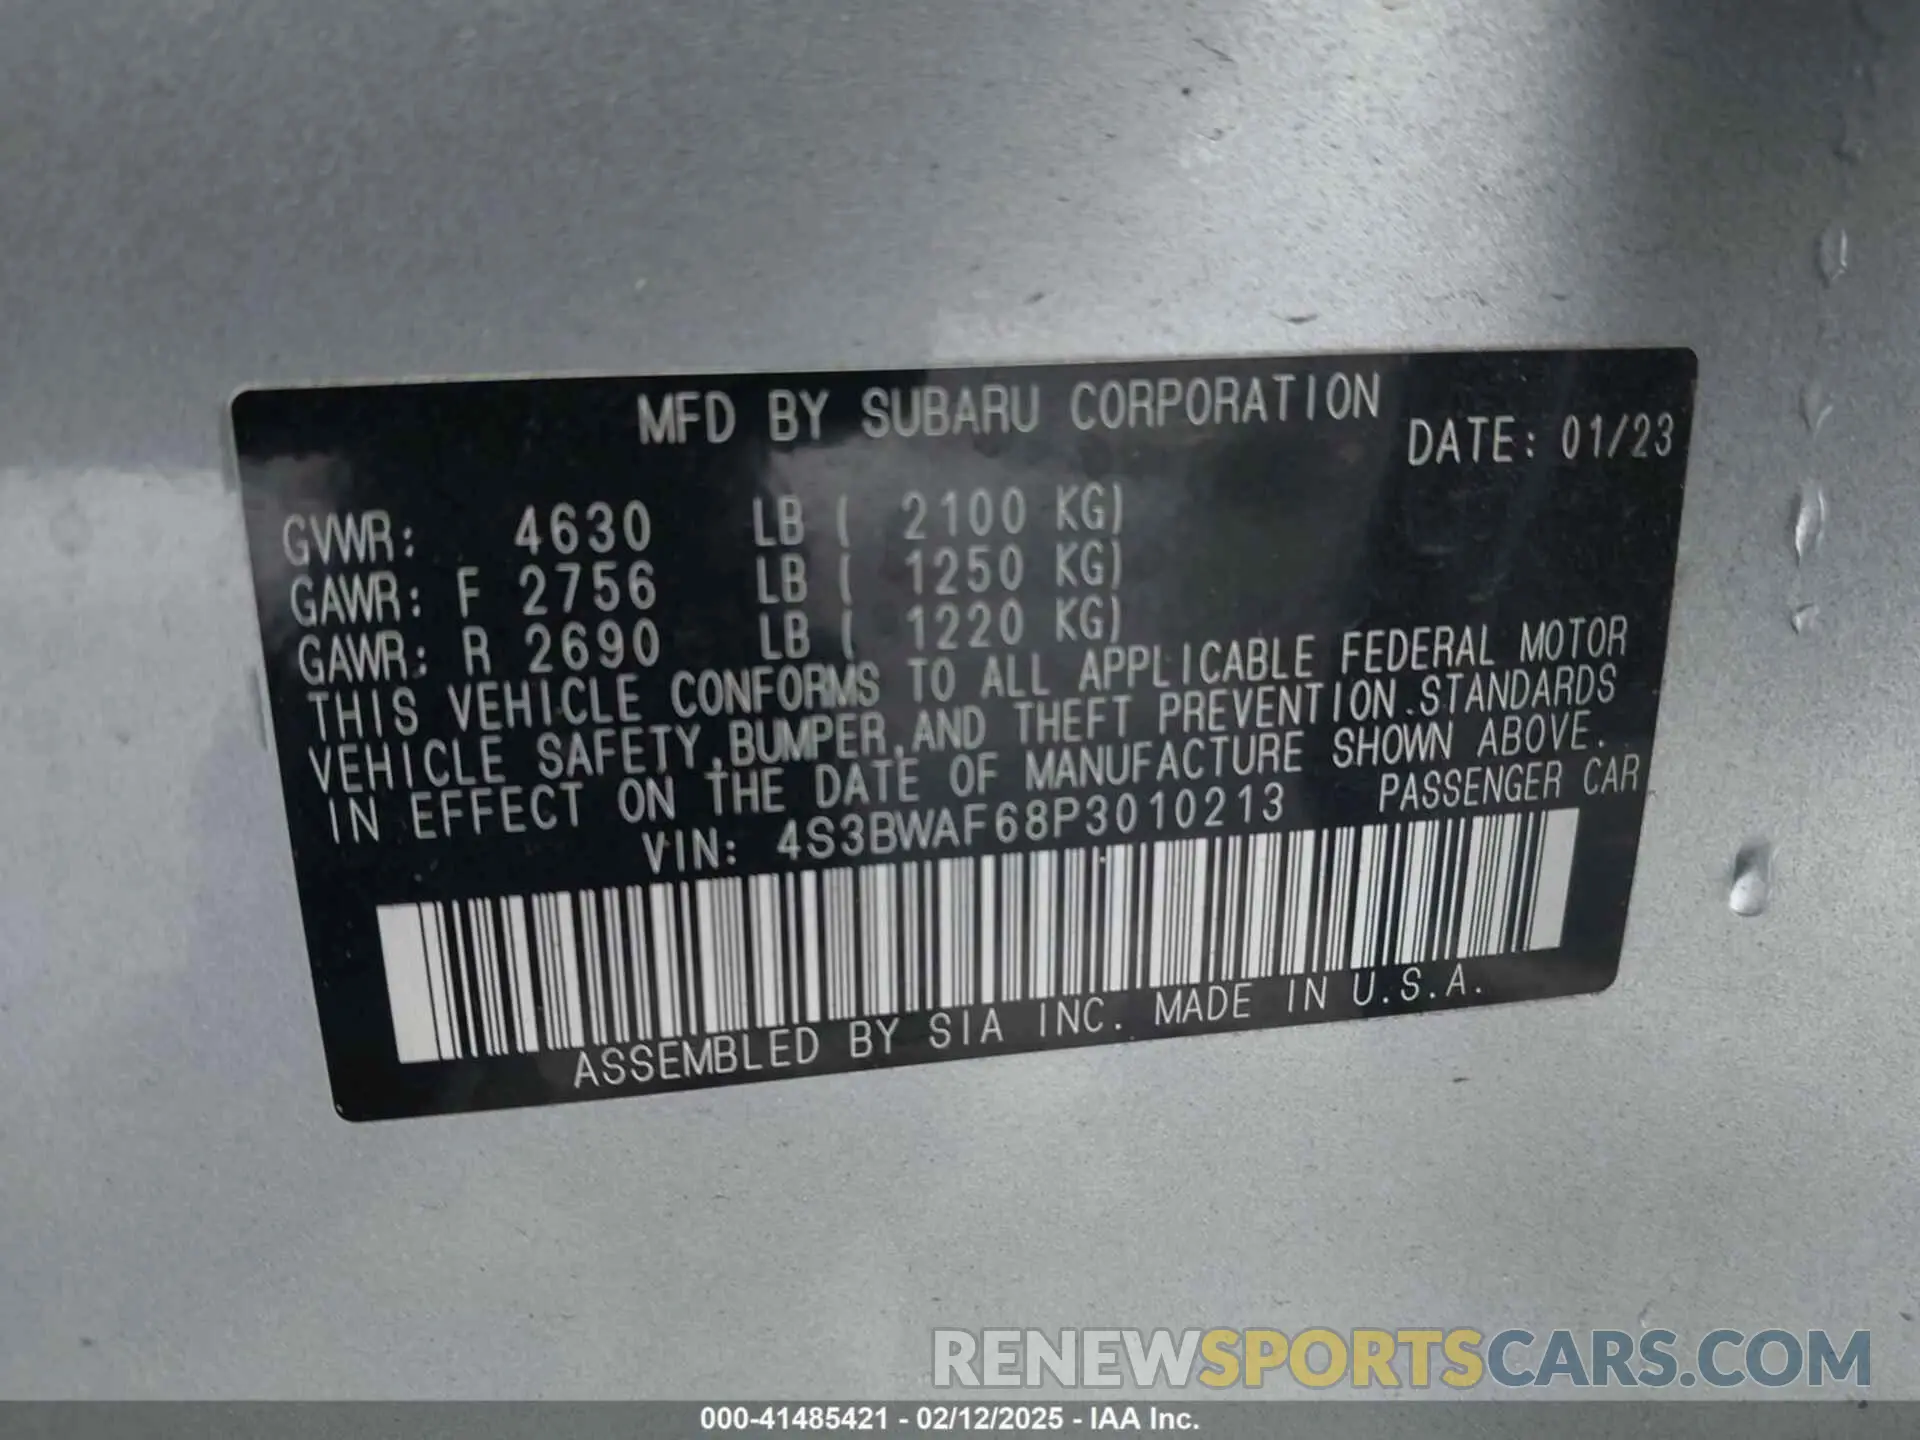 MFD BY SUBARU CORPORATION
DATE: 01/23
GVWR: 4630 LB ( 2100 KG)
GAWR: F 2756 LB ( 1250 KG)
GAWR: R 2690 LB ( 1220 KG)
THIS VEHICLE CONFORMS TO ALL APPLICABLE FEDERAL MOTOR
VEHICLE SAFETY,BUMPER,AND THEFT PREVENTION.STANDARDS
IN EFFECT ON THE DATE OF MANUFACTURE SHOWN ABOVE.
VIN: 4S3BWAF68P3010213 PASSENGER CAR
ASSEMBLED BY SIA INC. MADE IN U.S.A.
RENEWSPORTSCARS.COM
000-41485421 - 02/12/2025 - IAA Inc.